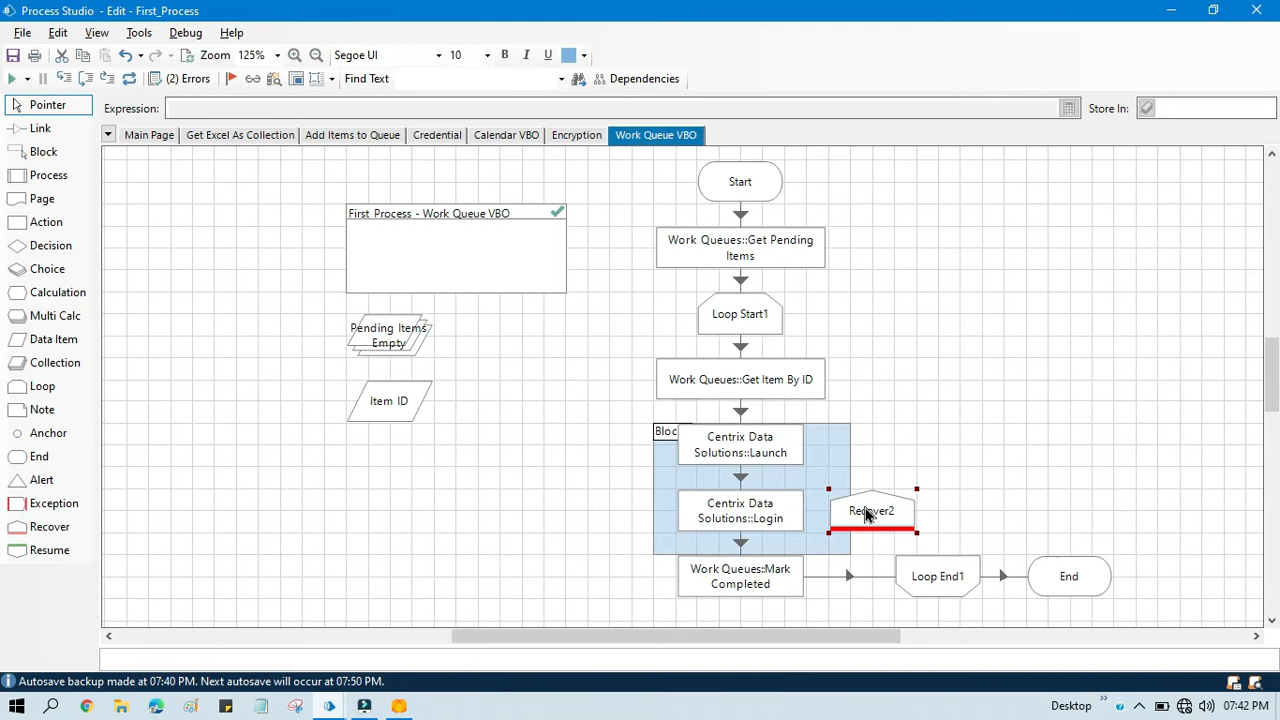 Process Studio - Edit - First_Process
File Edit View Tools Debug Help
Zoom 125% Segoe UI 10 B I U
(2) Errors Find Text Dependencies
Pointer Expression: Store In:
Main Page Get Excel As Collection Add Items to Queue Credential Calendar VBO Encryption Work Queue VBO
Link
Block
Process
Page
Action
Decision
Choice
Calculation
Multi Calc
Data Item
Collection
Loop
Note
Anchor
End
Alert
Exception
Recover
Resume
First Process - Work Queue VBO
Pending Items
Empty
Item ID
Start
Work Queues::Get Pending
Items
Loop Start1
Work Queues::Get Item By ID
Bloc
Centrix Data
Solutions::Launch
Centrix Data
Solutions::Login
Recover2
Work Queues::Mark
Completed
Loop End1
End
Autosave backup made at 07:40 PM. Next autosave will occur at 07:50 PM.
Desktop 07:42 PM